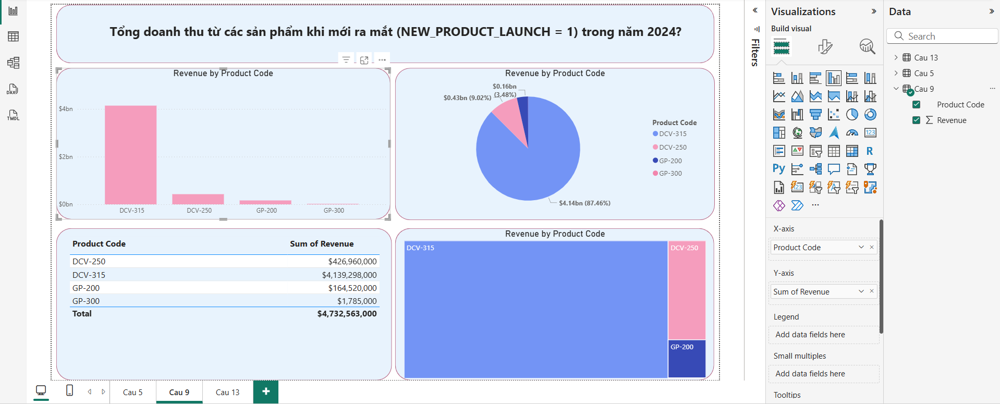 Tổng doanh thu từ các sản phẩm khi mới ra mắt (NEW_PRODUCT_LAUNCH = 1) trong năm 2024?
Revenue by Product Code
$4bn
$2bn
$0bn
DCV-315
DCV-250
GP-200
GP-300
Revenue by Product Code
$0.16bn
(3.48%)
$0.43bn (9.02%)
$4.14bn (87.46%)
Product Code
DCV-315
DCV-250
GP-200
GP-300
Product Code Sum of Revenue
DCV-250 $426,960,000
DCV-315 $4,139,298,000
GP-200 $164,520,000
GP-300 $1,785,000
Total $4,732,563,000
Revenue by Product Code
DCV-315
DCV-250
GP-200
DAX
TMDL
Cau 5
Cau 9
Cau 13
+
Filters
Visualizations
Build visual
123
R
Py
123
X-axis
Product Code
Y-axis
Sum of Revenue
Legend
Add data fields here
Small multiples
Add data fields here
Tooltips
Data
Search
Cau 13
Cau 5
Cau 9
Product Code
Σ Revenue